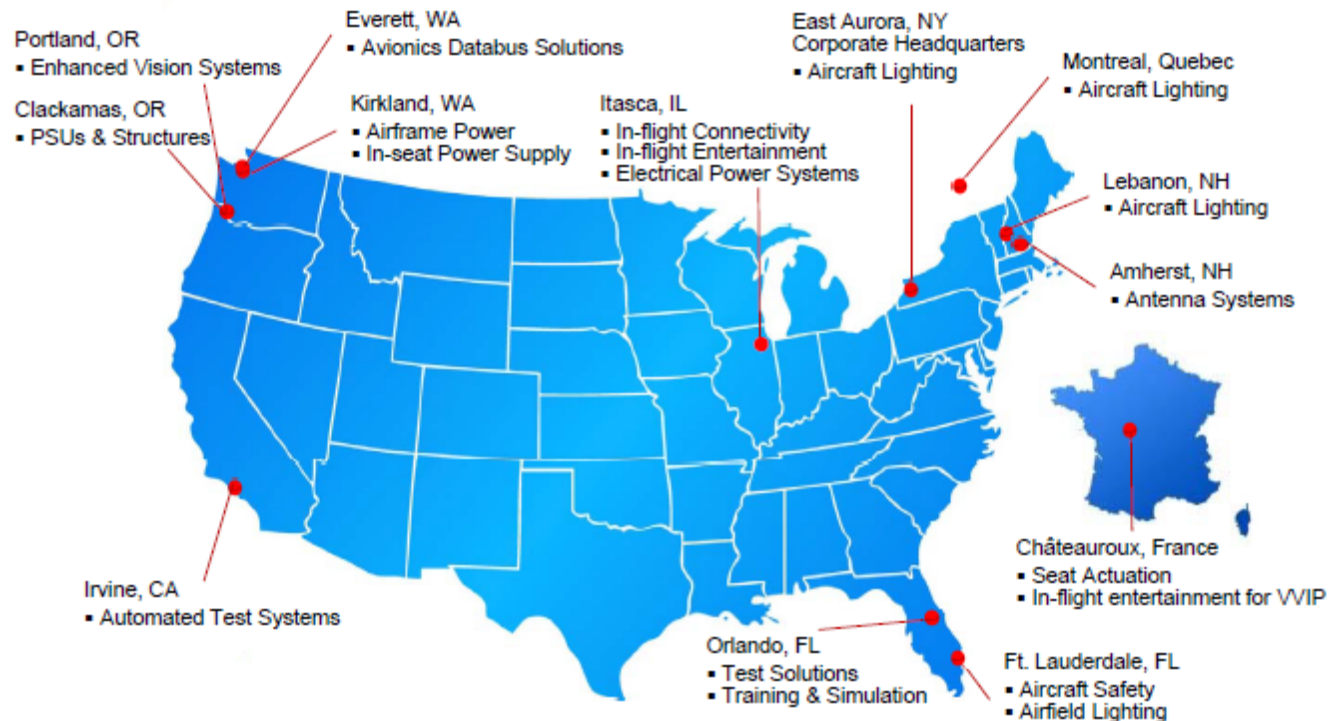 Everett, WA
▪ Avionics Databus Solutions
Portland, OR
▪ Enhanced Vision Systems
Clackamas, OR
▪ PSUs & Structures
Kirkland, WA
▪ Airframe Power
▪ In-seat Power Supply
Itasca, IL
▪ In-flight Connectivity
▪ In-flight Entertainment
▪ Electrical Power Systems
East Aurora, NY
Corporate Headquarters
▪ Aircraft Lighting
Montreal, Quebec
▪ Aircraft Lighting
Lebanon, NH
▪ Aircraft Lighting
Amherst, NH
▪ Antenna Systems
Châteauroux, France
▪ Seat Actuation
▪ In-flight entertainment for VVIP
Irvine, CA
▪ Automated Test Systems
Orlando, FL
▪ Test Solutions
▪ Training & Simulation
Ft. Lauderdale, FL
▪ Aircraft Safety
▪ Airfield Lighting